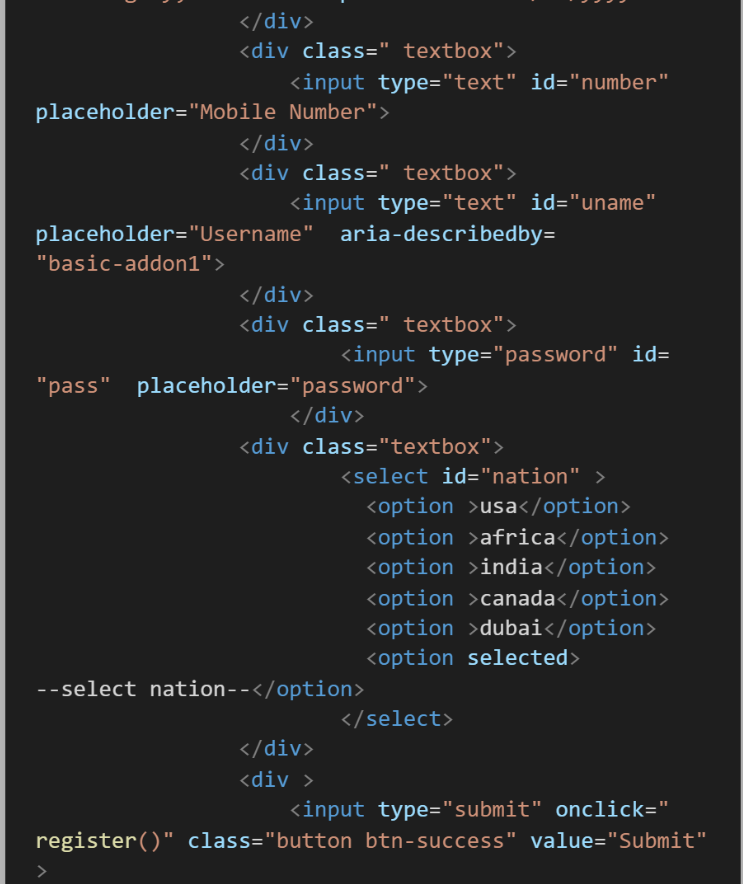 </div>
<div class=" textbox">
<input type="text" id="number"
placeholder="Mobile Number">
</div>
<div class=" textbox">
<input type="text" id="uname"
placeholder="Username"  aria-describedby=
"basic-addon1">
</div>
<div class=" textbox">
<input type="password" id=
"pass"  placeholder="password">
</div>
<div class="textbox">
<select id="nation" >
<option >usa</option>
<option >africa</option>
<option >india</option>
<option >canada</option>
<option >dubai</option>
<option selected>
--select nation--</option>
</select>
</div>
<div >
<input type="submit" onclick="
register()" class="button btn-success" value="Submit"
>